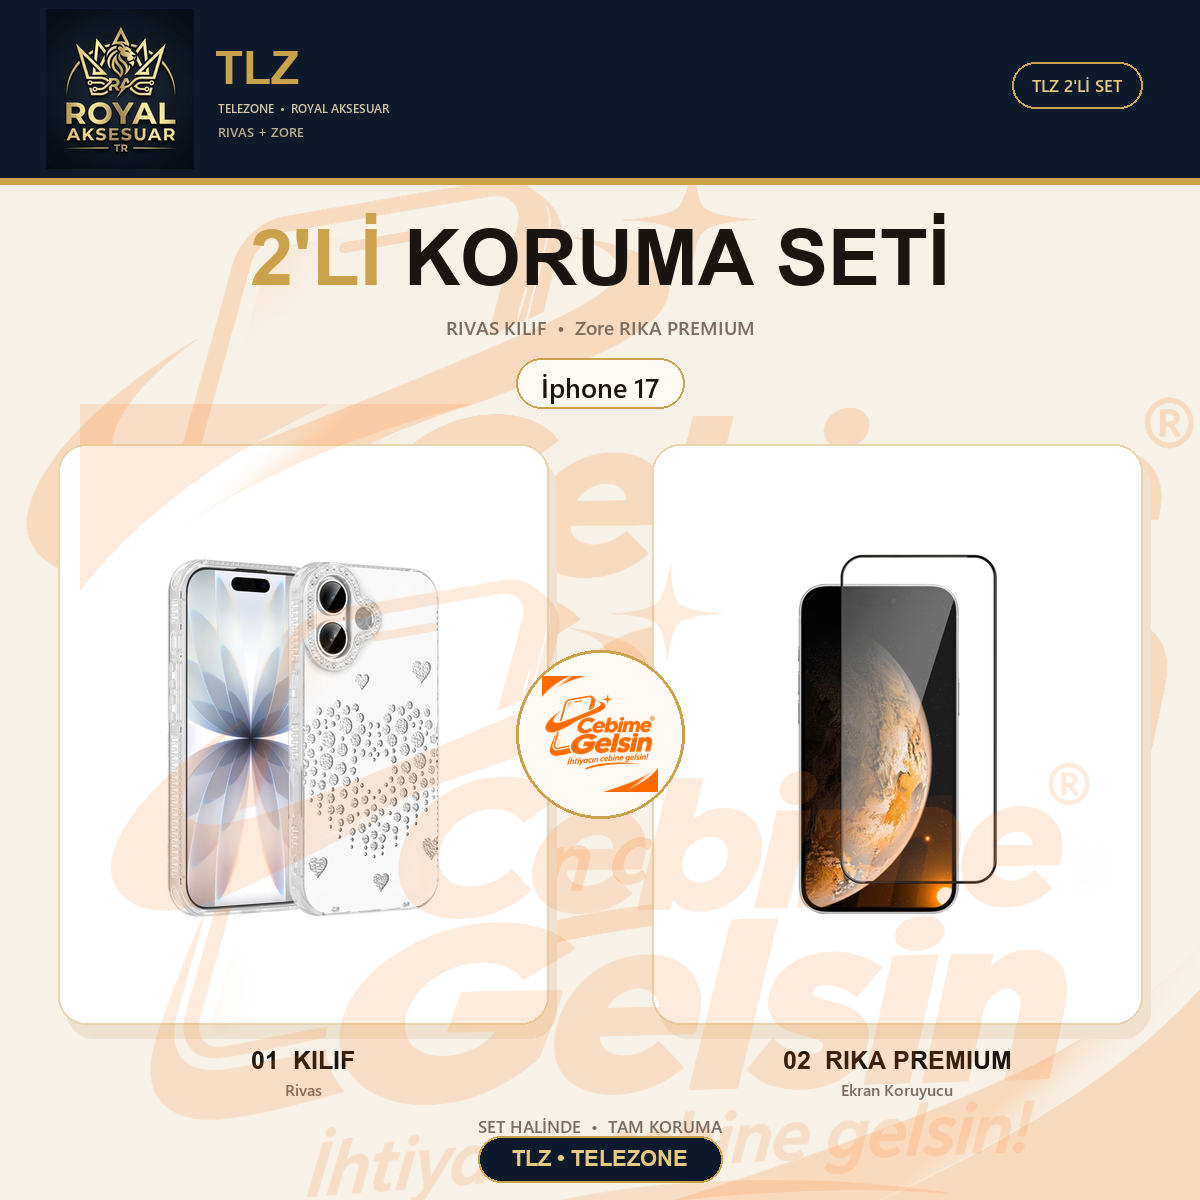 ROYAL
AKSESUAR
TR
TLZ
TELEZONE • ROYAL AKSESUAR
RIVAS + ZORE
TLZ 2'Lİ SET
2'Lİ KORUMA SETİ
RIVAS KILIF • Zore RIKA PREMIUM
İphone 17
Cebime®
Gelsin
İhtiyacın cebine gelsin!
01 KILIF
Rivas
02 RIKA PREMIUM
Ekran Koruyucu
SET HALİNDE • TAM KORUMA
TLZ • TELEZONE
Cebime®
Gelsin